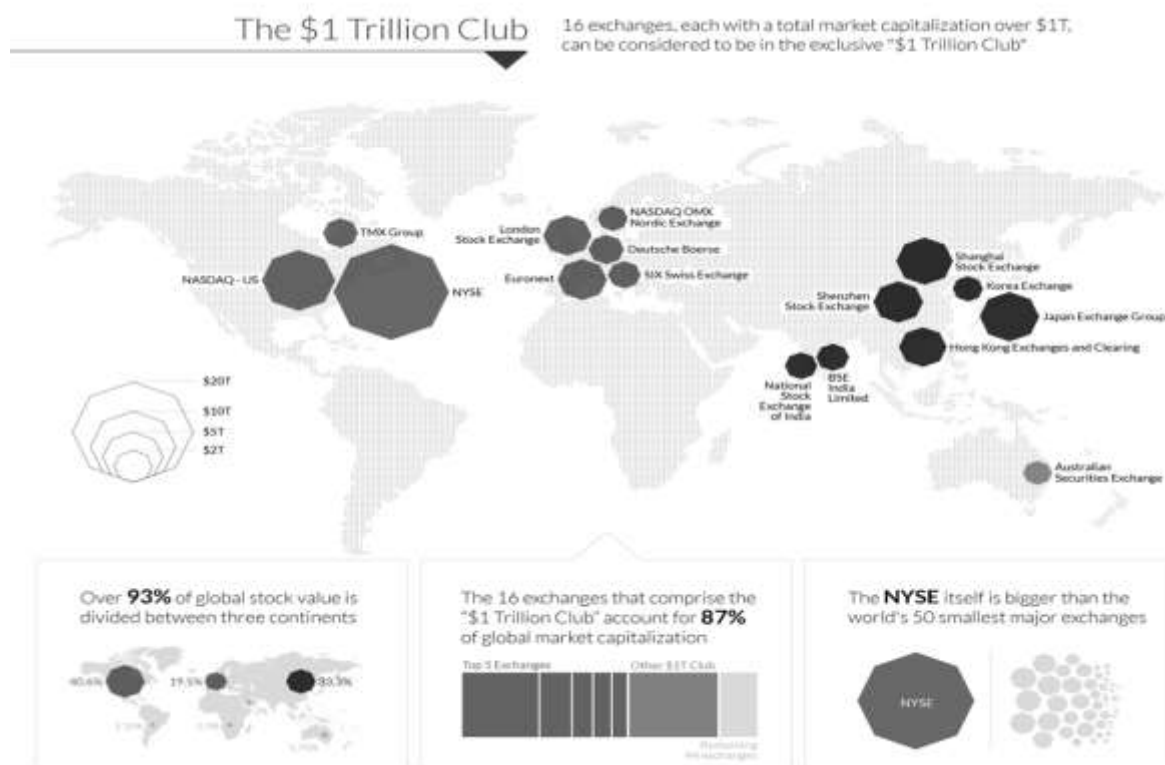 The $1 Trillion Club
16 exchanges, each with a total market capitalization over $1T,
can be considered to be in the exclusive "$1 Trillion Club"
TMX Group
NASDAQ - US
NYSE
London
Stock Exchange
NASDAQ OMX
Nordic Exchange
Deutsche Boerse
Euronext
SIX Swiss Exchange
Shanghai
Stock Exchange
Korea Exchange
Shenzhen
Stock Exchange
Japan Exchange Group
Hong Kong Exchanges and Clearing
National
Stock
Exchange
of India
BSE
India
Limited
Australian
Securities Exchange
$20T
$10T
$5T
$2T
Over 93% of global stock value is
divided between three continents
40.6%
19.5%
33.3%
The 16 exchanges that comprise the
"$1 Trillion Club" account for 87%
of global market capitalization
Top 5 Exchanges
Other $1T Club
Remaining
exchanges
The NYSE itself is bigger than the
world's 50 smallest major exchanges
NYSE